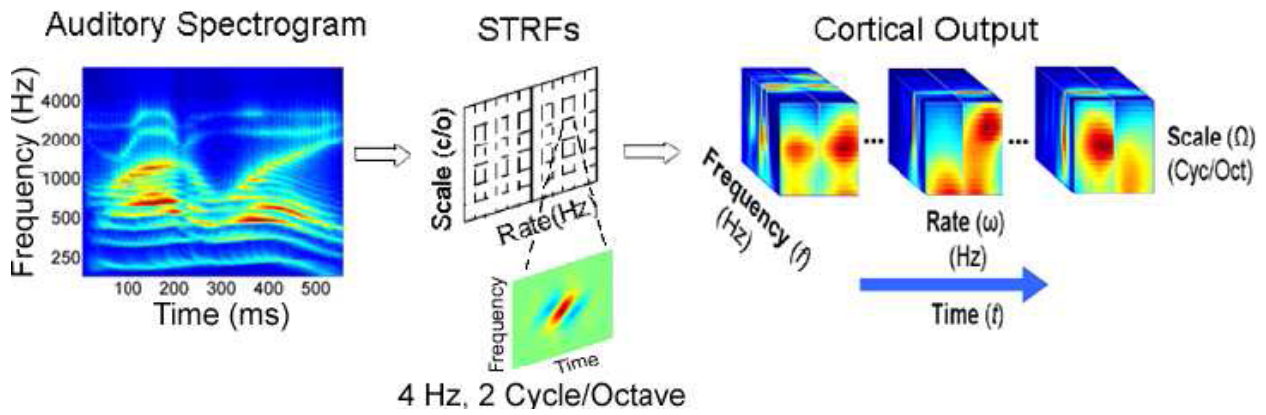 Auditory Spectrogram
Frequency (Hz)
4000
2000
1000
500
250
100 200 300 400 500
Time (ms)
STRFs
Scale (c/o)
Rate(Hz)
Frequency
Time
4 Hz, 2 Cycle/Octave
Cortical Output
... ...
Frequency (f)
(Hz)
Rate (ω)
(Hz)
Scale (Ω)
(Cyc/Oct)
Time (t)